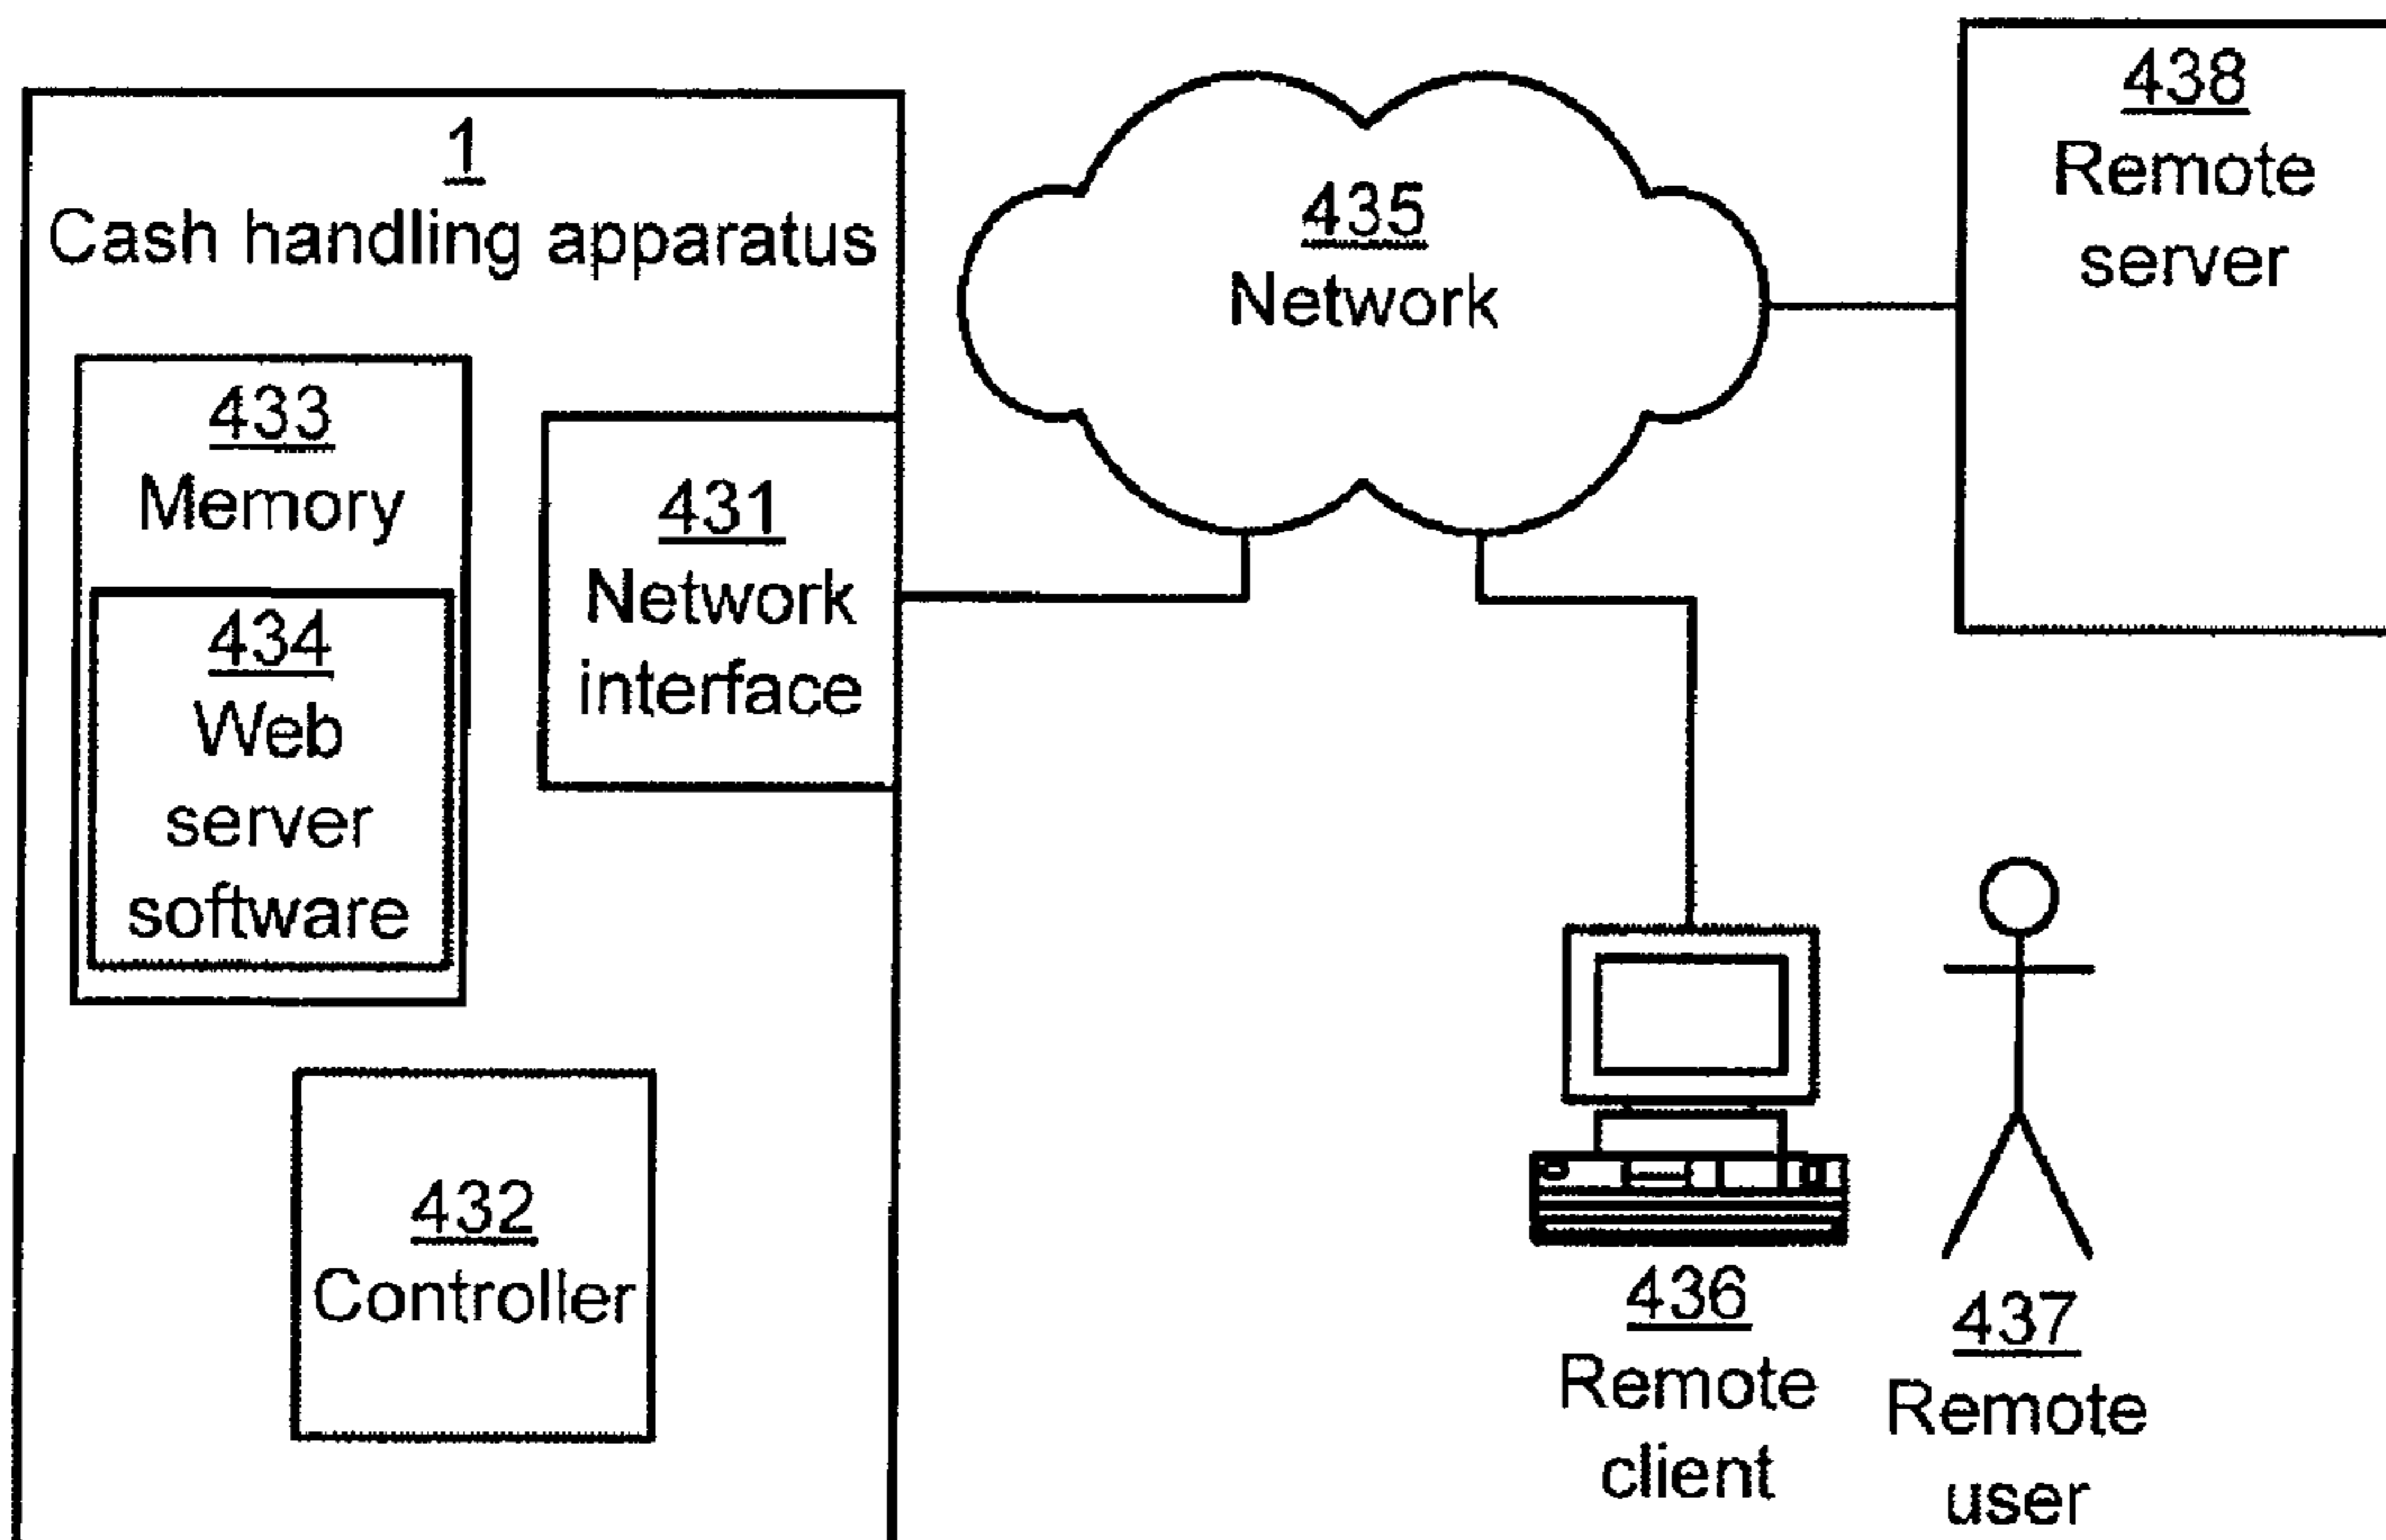 1
Cash handling apparatus
433
Memory
434
Web
server
software
431
Network
interface
432
Controller
435
Network
438
Remote
server
436
Remote
client
437
Remote
user